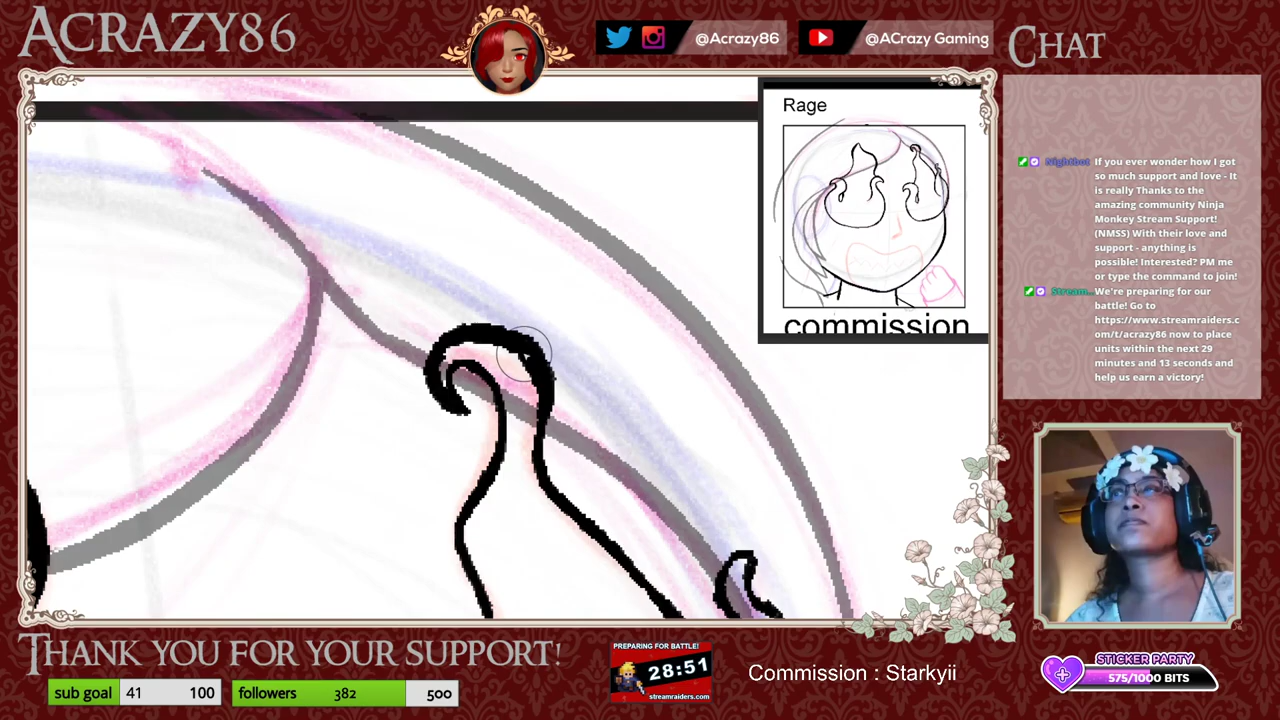 ACRAZY86
@Acrazy86
@ACrazy Gaming
CHAT
Rage
commission
Nightbot If you ever wonder how I got
so much support and love - It
is really Thanks to the
amazing community Ninja
Monkey Stream Support!
(NMSS) With their love and
support - anything is
possible! Interested? PM me
or type the command to join!
Stream... We're preparing for our
battle! Go to
https://www.streamraiders.c
om/t/acrazy86 now to place
units within the next 29
minutes and 13 seconds and
help us earn a victory!
THANK YOU FOR YOUR SUPPORT!
sub goal 41 100
followers 382 500
PREPARING FOR BATTLE!
28:51
streamraiders.com
Commission : Starkyii
STICKER PARTY
575/1000 BITS